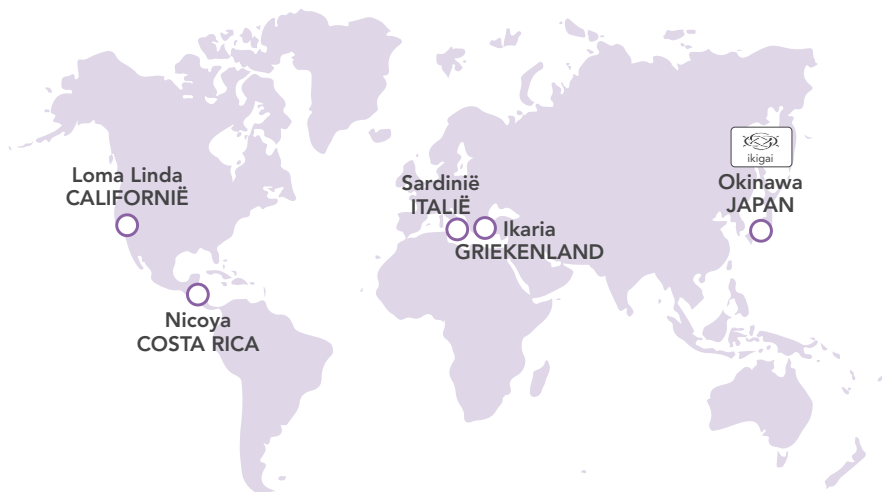 Loma Linda
CALIFORNIË
Nicoya
COSTA RICA
Sardinië
ITALIË
Ikaria
GRIEKENLAND
ikigai
Okinawa
JAPAN